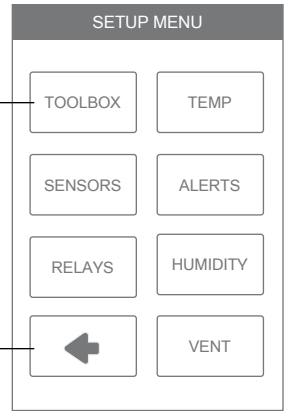 SETUP MENU
TOOLBOX
TEMP
SENSORS
ALERTS
RELAYS
HUMIDITY
VENT